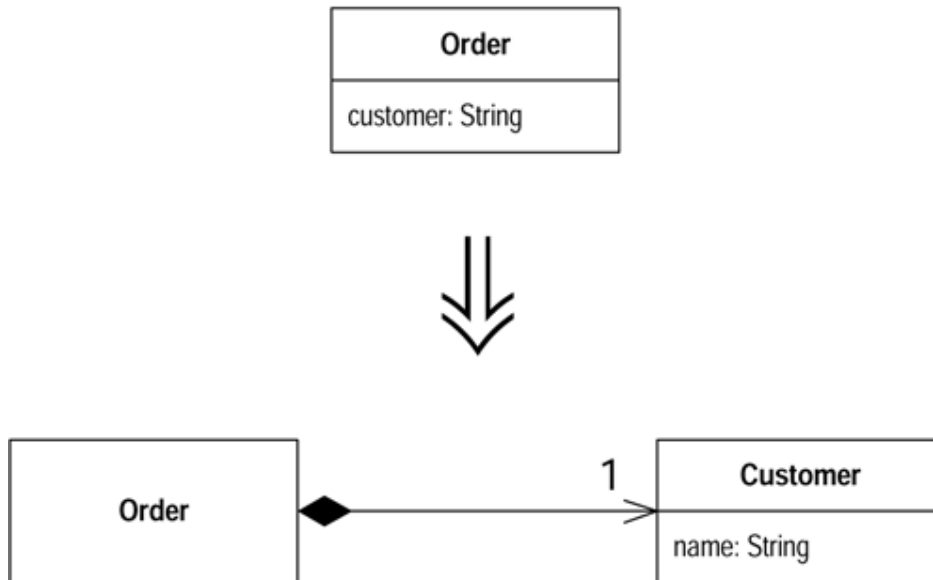 Order
customer: String
Order
1
Customer
name: String